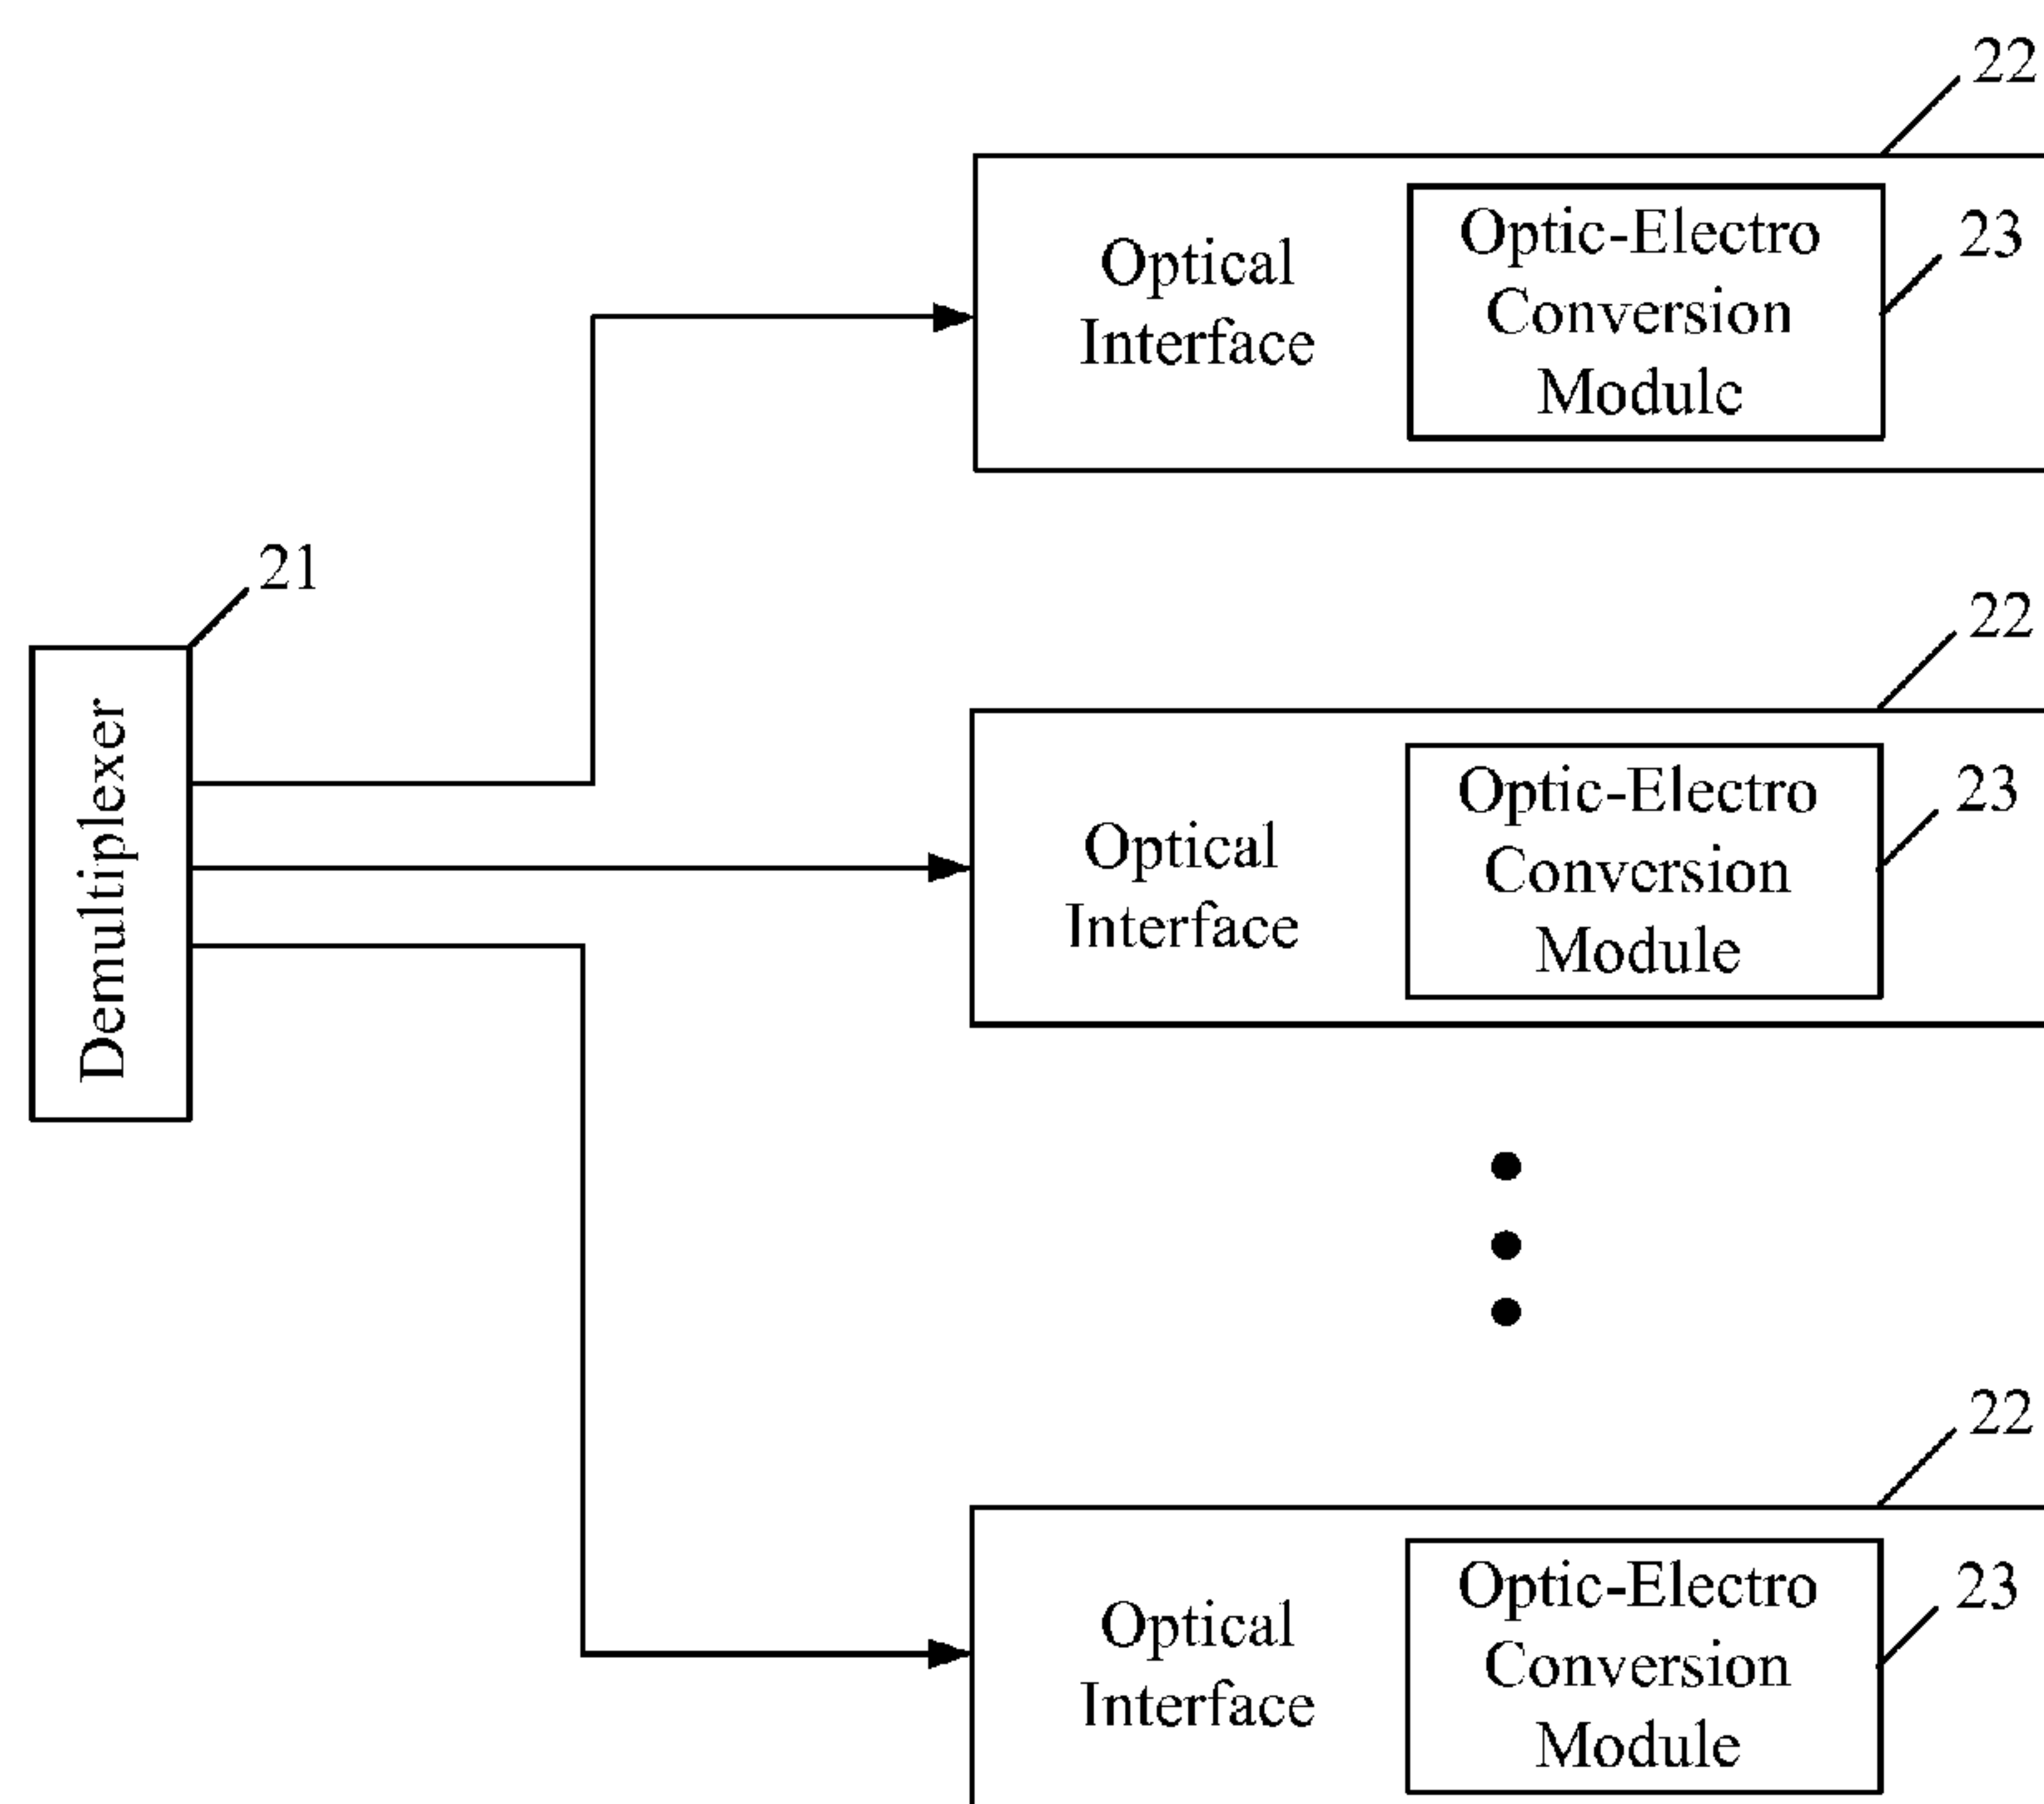 22
Optical
Interface
Optic-Electro
Conversion
Module
23
21
Demultiplexer
22
Optical
Interface
Optic-Electro
Conversion
Module
23
22
Optical
Interface
Optic-Electro
Conversion
Module
23